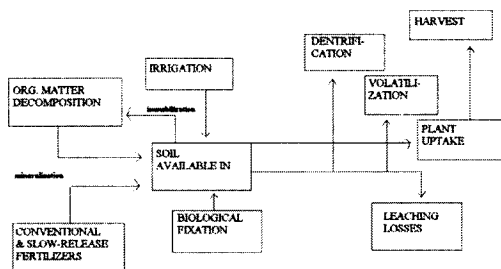 HARVEST
DENTRIFI-
CATION
IRRIGATION
VOLATILI-
ZATION
ORG. MATTER
DECOMPOSITION
immobilization
PLANT
UPTAKE
SOIL
AVAILABLE IN
mineralization
BIOLOGICAL
FIXATION
LEACHING
LOSSES
CONVENTIONAL
& SLOW-RELEASE
FERTILIZERS